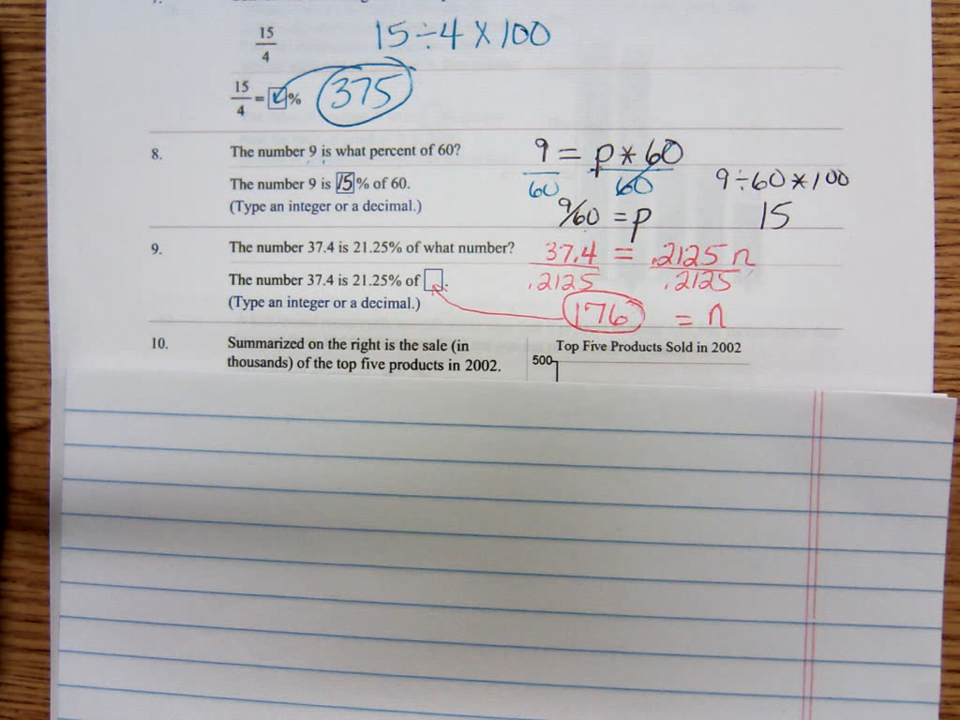 15
4
15÷4 X 100
15
4
= %
375
8.
The number 9 is what percent of 60?
The number 9 is 15 % of 60.
(Type an integer or a decimal.)
9 = p * 60
60 60
9/60 = p
9÷60*100
15
9.
The number 37.4 is 21.25% of what number?
The number 37.4 is 21.25% of .
(Type an integer or a decimal.)
37.4 = .2125 n
.2125 .2125
176 = n
10.
Summarized on the right is the sale (in
thousands) of the top five products in 2002.
Top Five Products Sold in 2002
500